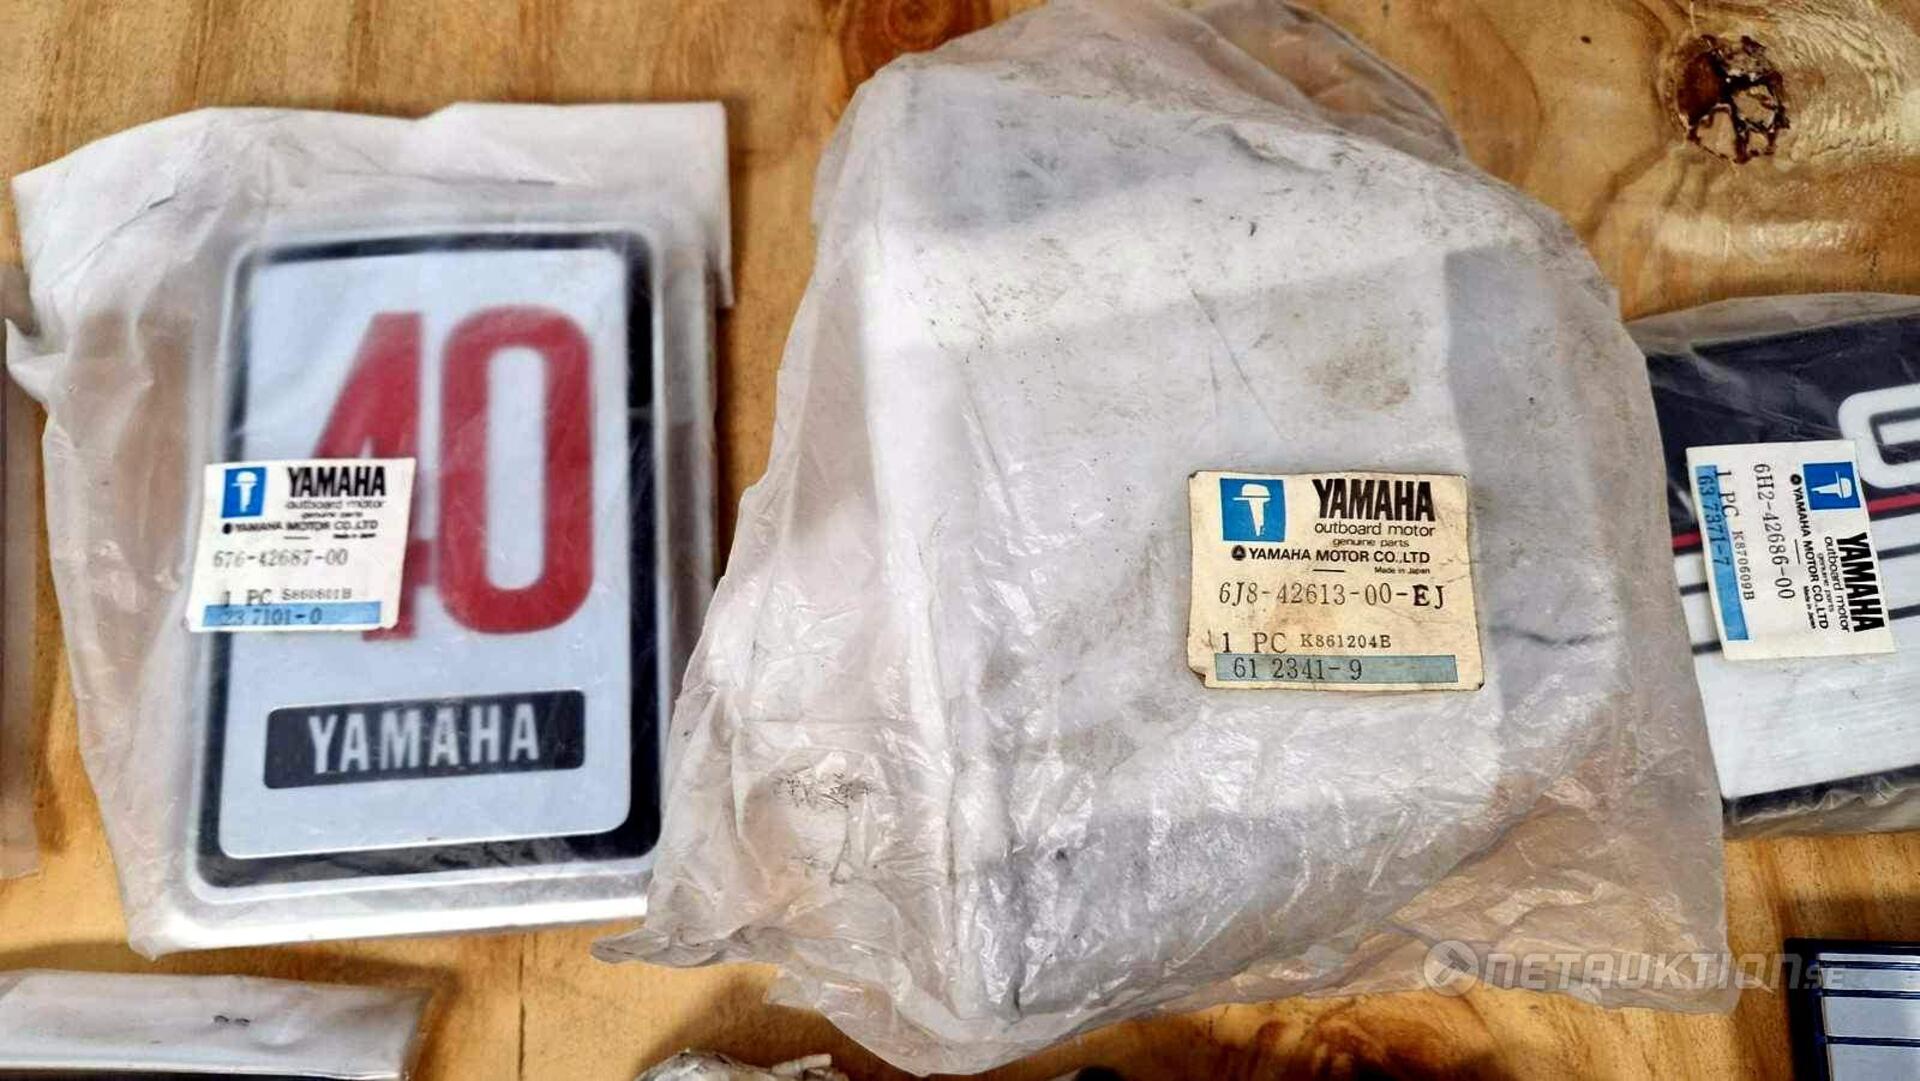 40
YAMAHA
outboard motor
genuine parts
YAMAHA MOTOR CO.,LTD
Made in Japan
676-42687-00
1 PC S860601B
23 7101-0
YAMAHA
YAMAHA
outboard motor
genuine parts
YAMAHA MOTOR CO.,LTD
Made in Japan
6J8-42613-00-EJ
1 PC K861204B
61 2341-9
YAMAHA
outboard motor
genuine parts
YAMAHA MOTOR CO.,LTD
Made in Japan
6H2-42686-00
1 PC K870609B
63 7371-7
NETAUKTION.SE